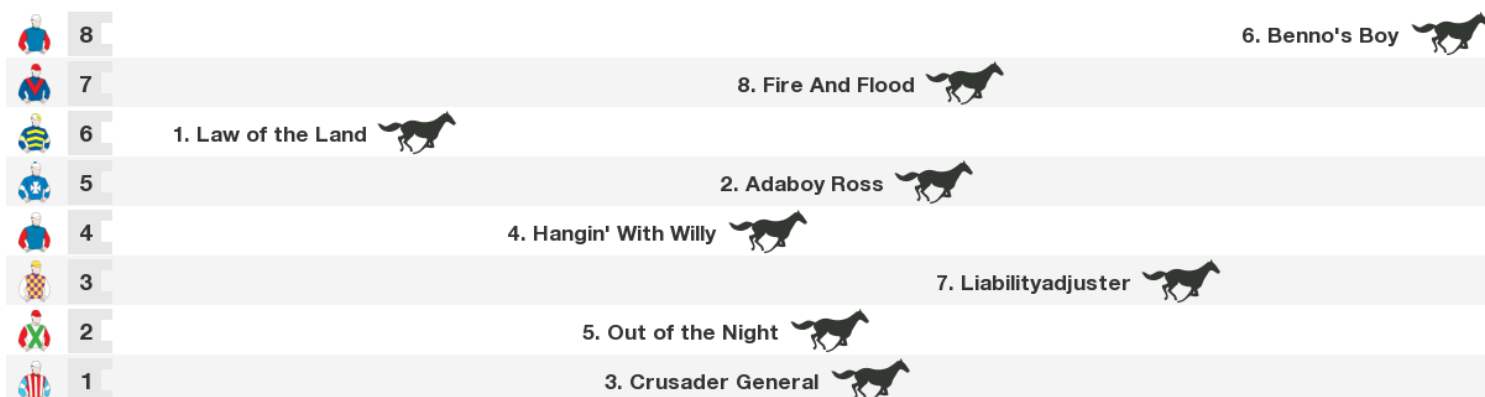 8 6. Benno's Boy
7 8. Fire And Flood
6 1. Law of the Land
5 2. Adaboy Ross
4 4. Hangin' With Willy
3 7. Liabilityadjuster
2 5. Out of the Night
1 3. Crusader General